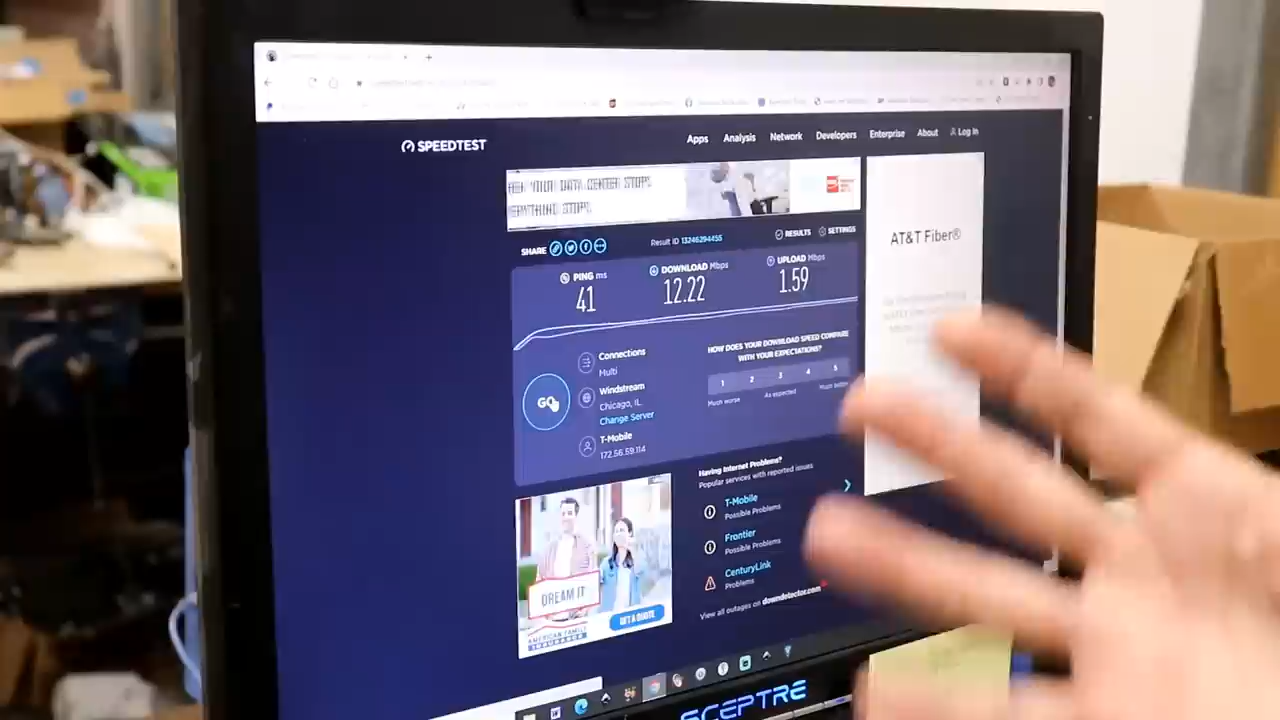 SPEEDTEST
Apps Analysis Network Developers Enterprise About Log In
SHARE
Result ID 13246294455
RESULTS SETTINGS
PING ms
41
DOWNLOAD Mbps
12.22
UPLOAD Mbps
1.59
AT&T Fiber®
GO
Connections
Multi
Windstream
Chicago, IL
Change Server
T-Mobile
172.56.59.114
HOW DOES YOUR DOWNLOAD SPEED COMPARE
WITH YOUR EXPECTATIONS?
1 2 3 4 5
Much worse As expected Much better
Having Internet Problems?
Popular services with reported issues
T-Mobile
Possible Problems
Frontier
Possible Problems
CenturyLink
Problems
View all outages on downdetector.com
DREAM IT
AMERICAN FAMILY
INSURANCE
GET A QUOTE
SCEPTRE